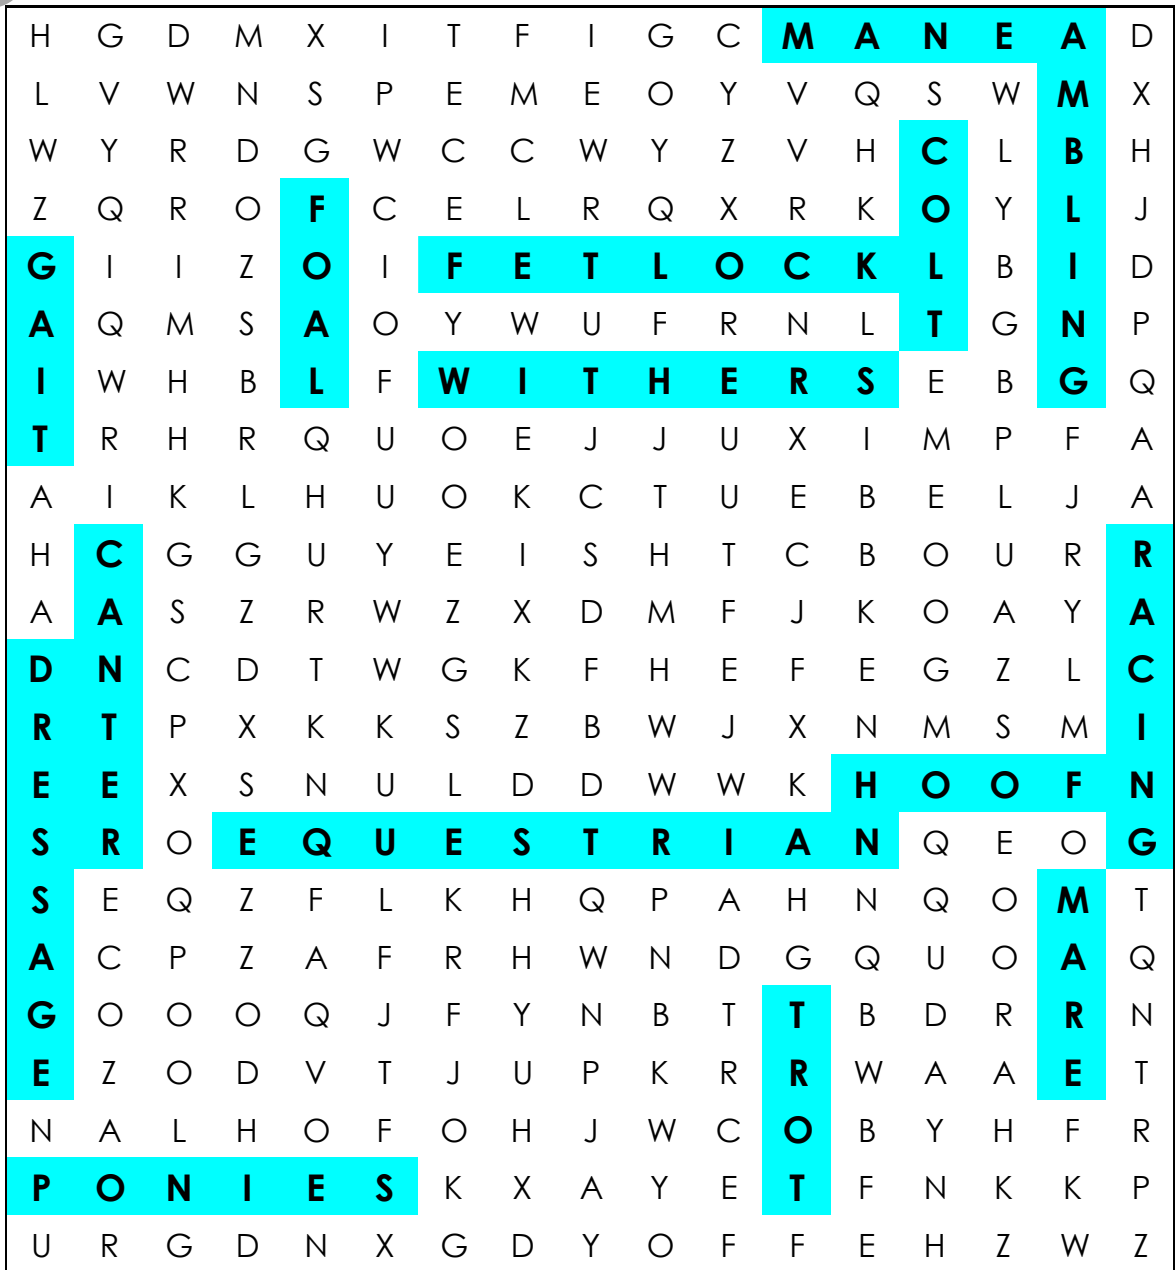 H G D M X I T F I G C M A N E A D
L V W N S P E M E O Y V Q S W M X
W Y R D G W C C W Y Z V H C L B H
Z Q R O F C E L R Q X R K O Y L J
G I I Z O I F E T L O C K L B I D
A Q M S A O Y W U F R N L T G N P
I W H B L F W I T H E R S E B G Q
T R H R Q U O E J J U X I M P F A
A I K L H U O K C T U E B E L J A
H C G G U Y E I S H T C B O U R R
A A S Z R W Z X D M F J K O A Y A
D N C D T W G K F H E F E G Z L C
R T P X K K S Z B W J X N M S M I
E E X S N U L D D W W K H O O F N
S R O E Q U E S T R I A N Q E O G
S E Q Z F L K H Q P A H N Q O M T
A C P Z A F R H W N D G Q U O A Q
G O O O Q J F Y N B T T B D R R N
E Z O D V T J U P K R R W A A E T
N A L H O F O H J W C O B Y H F R
P O N I E S K X A Y E T F N K K P
U R G D N X G D Y O F F E H Z W Z